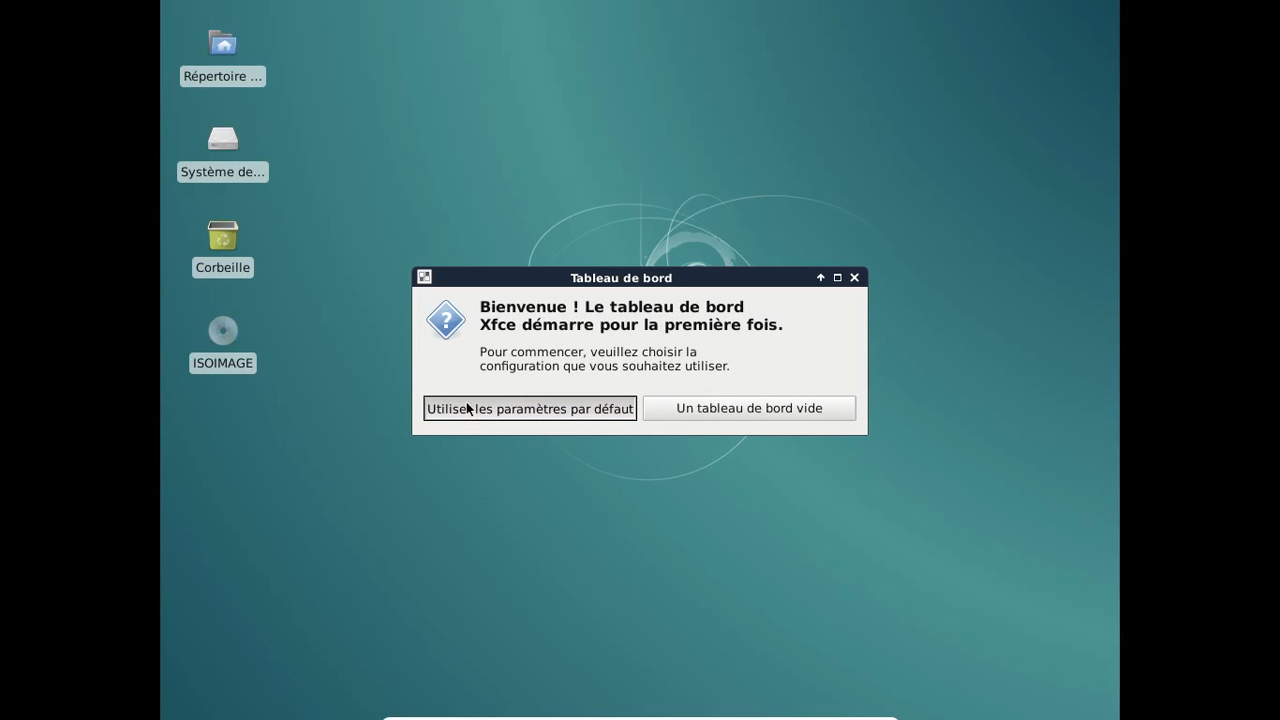 Répertoire ...
Système de...
Corbeille
ISOIMAGE
Tableau de bord
Bienvenue ! Le tableau de bord
Xfce démarre pour la première fois.
Pour commencer, veuillez choisir la
configuration que vous souhaitez utiliser.
Utiliser les paramètres par défaut
Un tableau de bord vide